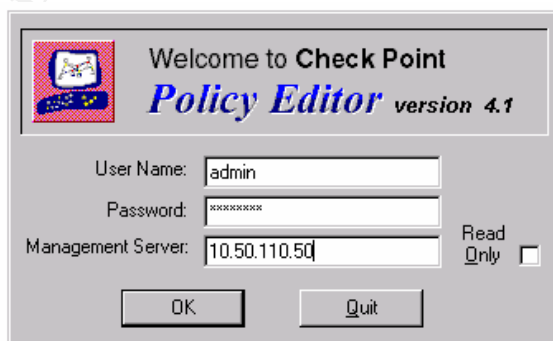 Welcome to Check Point
Policy Editor version 4.1
User Name: admin
Password: ××××××××
Management Server: 10.50.110.50
Read Only
OK
Quit